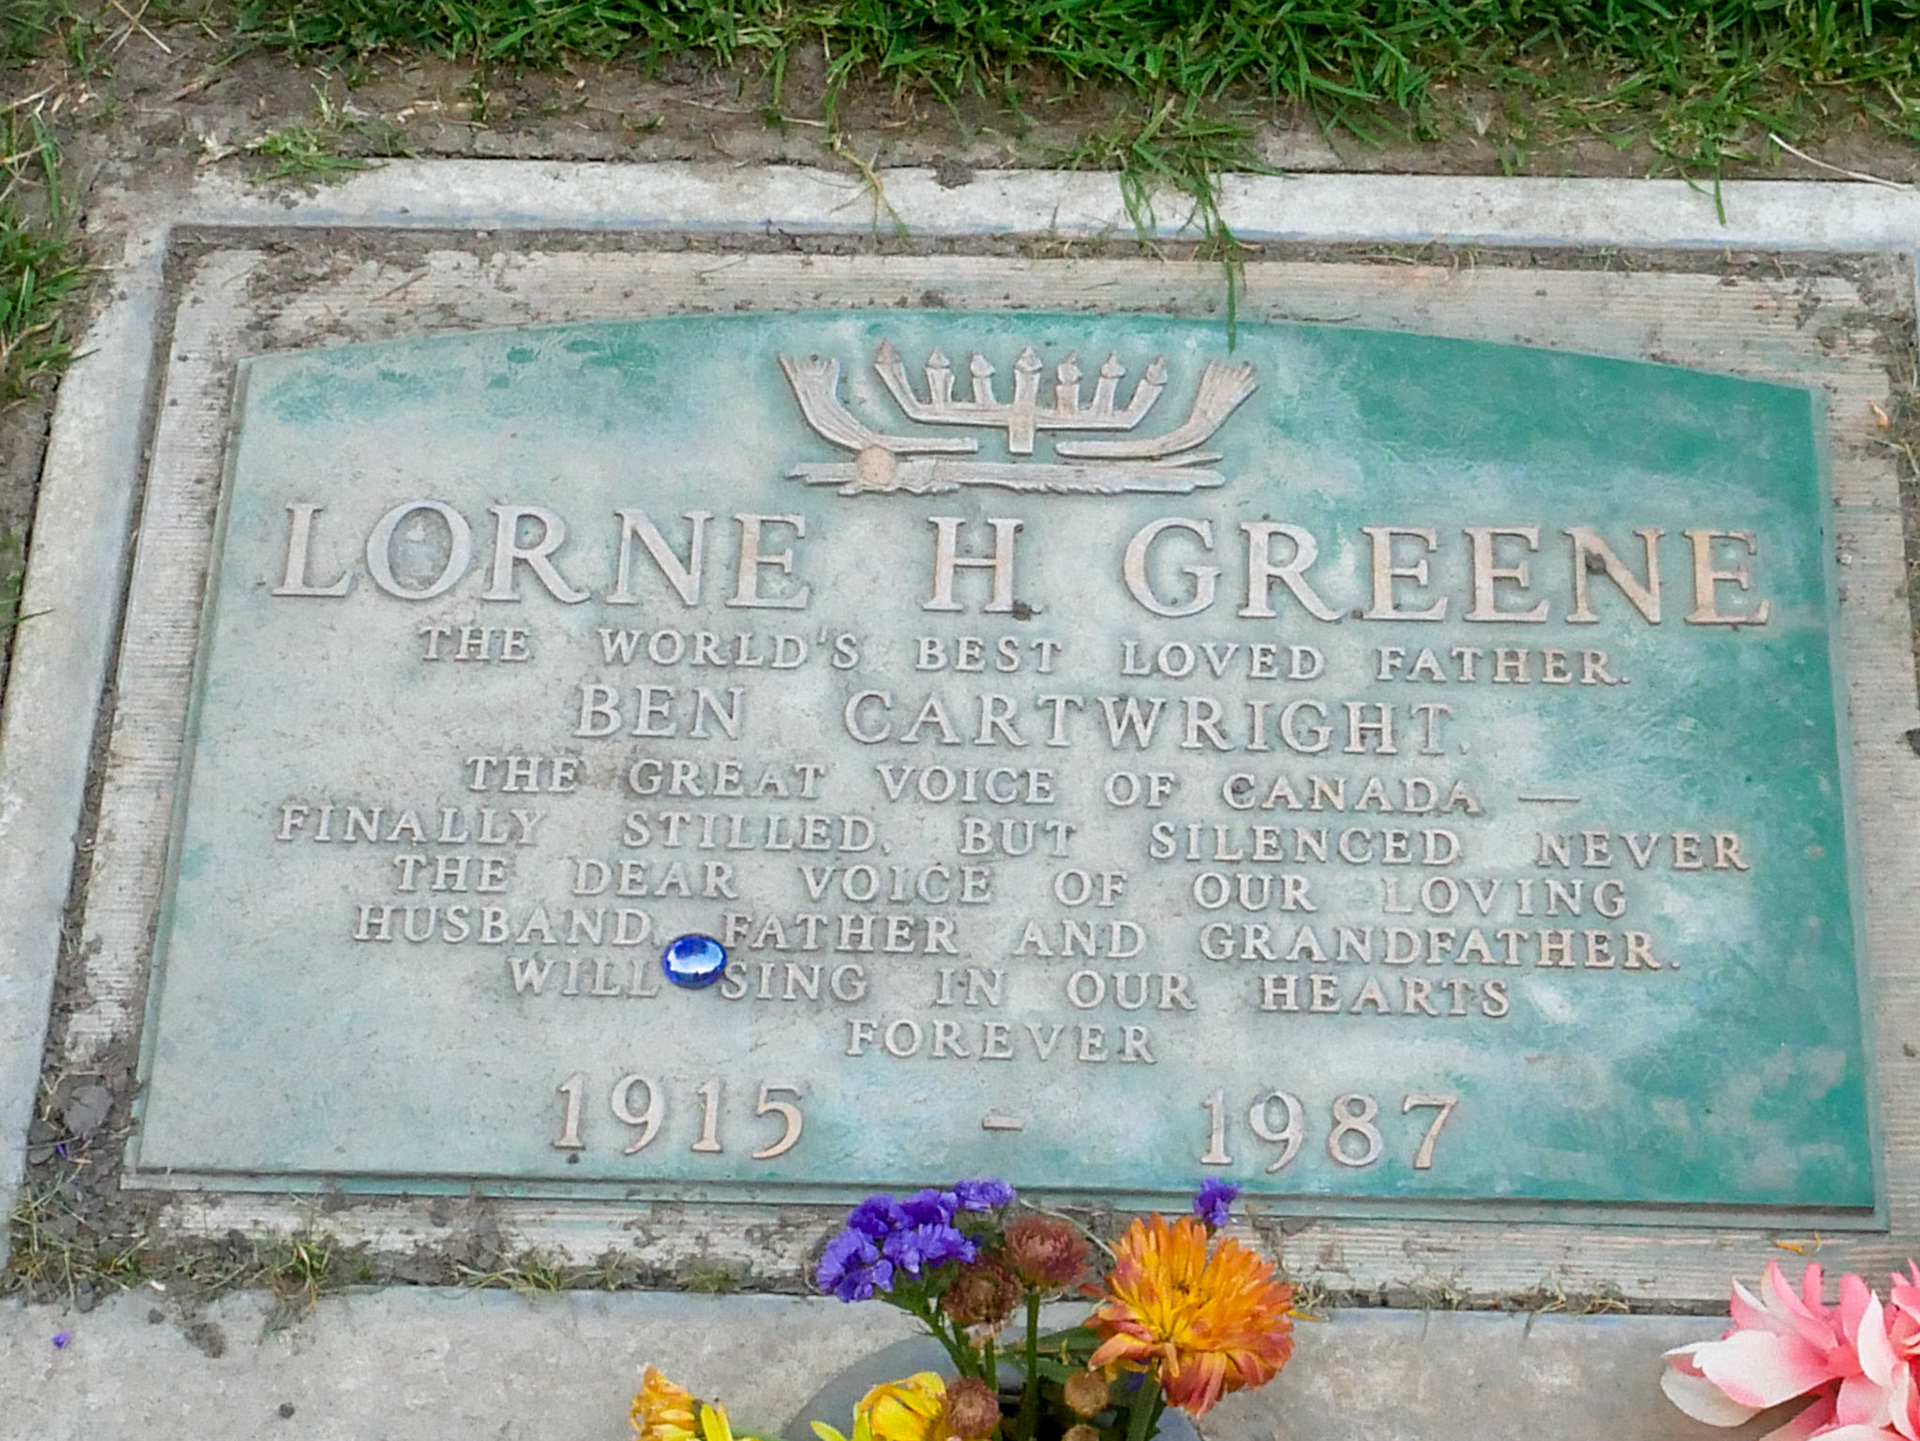 LORNE H. GREENE
THE WORLD'S BEST LOVED FATHER.
BEN CARTWRIGHT.
THE GREAT VOICE OF CANADA —
FINALLY STILLED, BUT SILENCED NEVER
THE DEAR VOICE OF OUR LOVING
HUSBAND, FATHER AND GRANDFATHER.
WILL SING IN OUR HEARTS
FOREVER
1915 - 1987